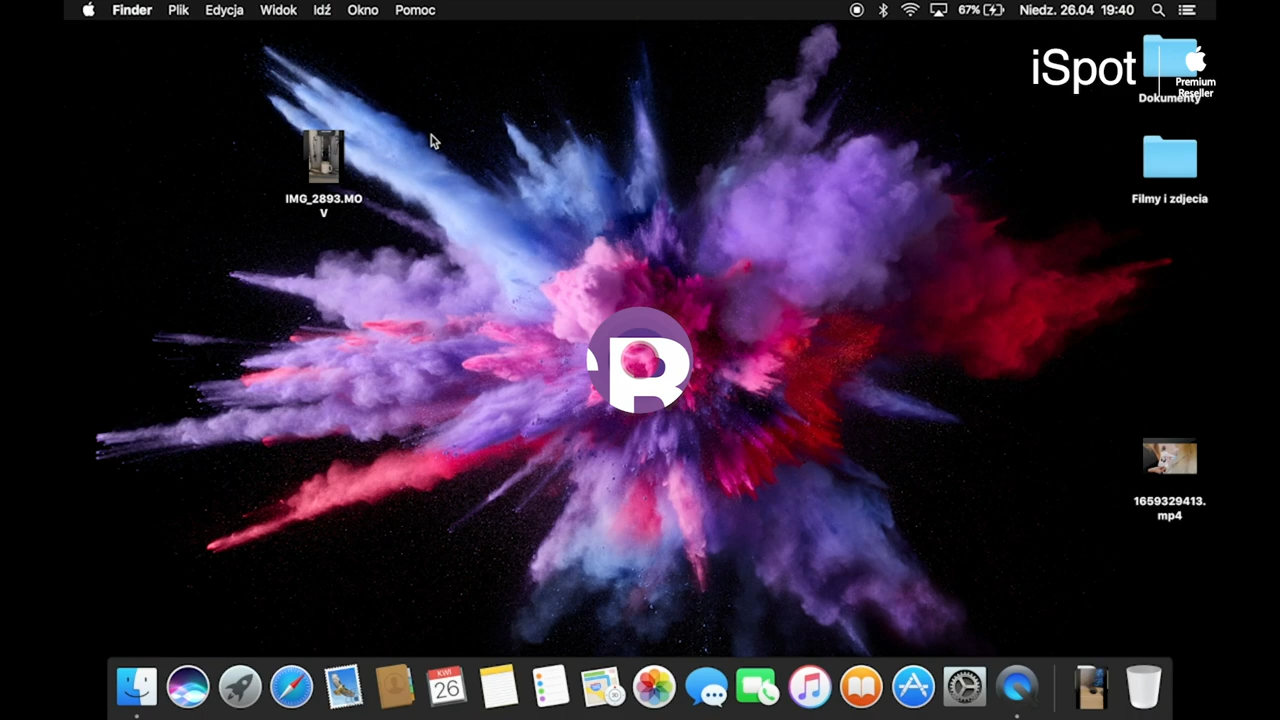 Finder Plik Edycja Widok Idź Okno Pomoc 67% Niedz. 26.04 19:40
iSpot
Premium
Reseller
Dokumenty
Filmy i zdjecia
IMG_2893.MO
V
B
1659329413.
mp4
KWI
26